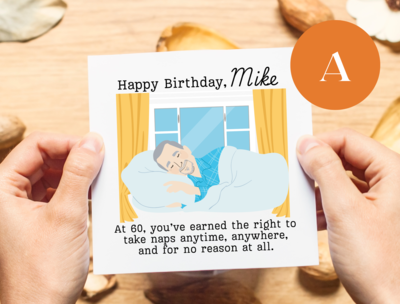 Happy Birthday, Mike
A
At 60, you've earned the right to
take naps anytime, anywhere,
and for no reason at all.